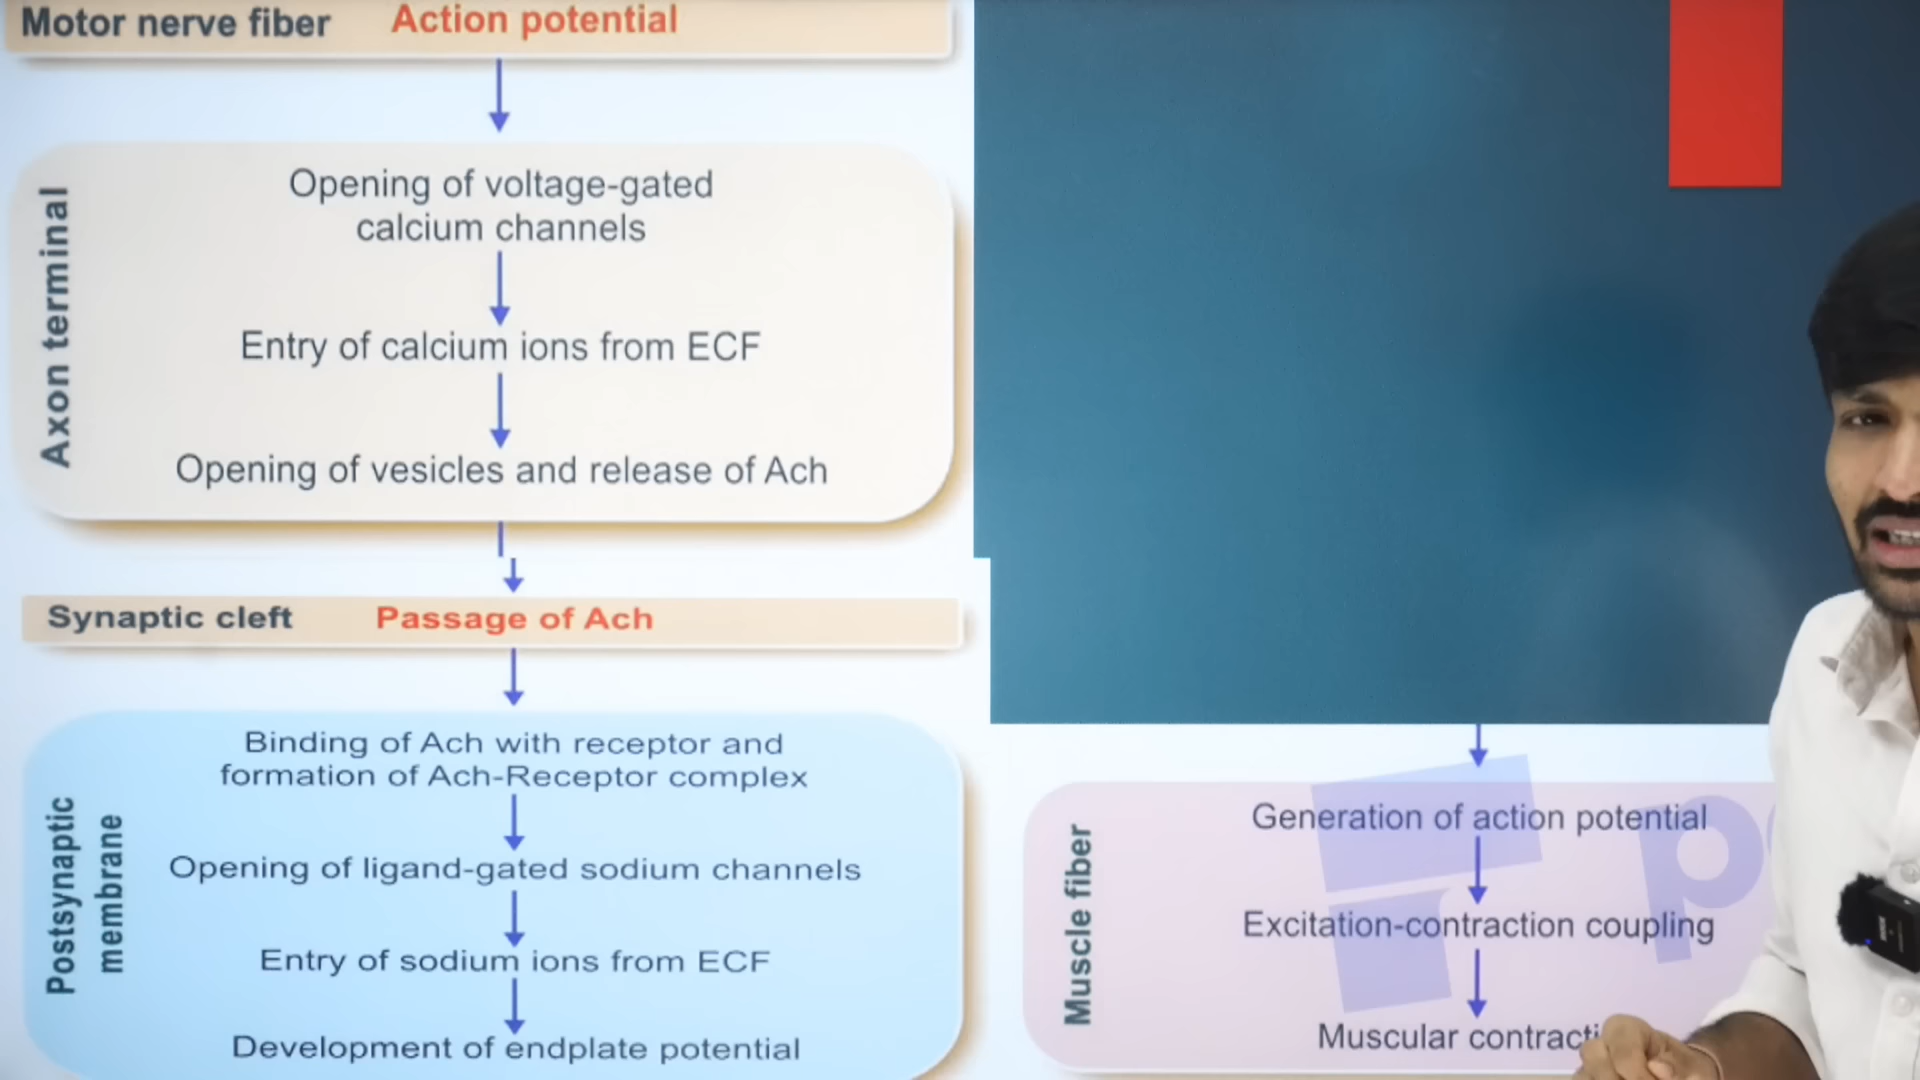 Motor nerve fiber Action potential
Axon terminal
Opening of voltage-gated
calcium channels
Entry of calcium ions from ECF
Opening of vesicles and release of Ach
Synaptic cleft Passage of Ach
Postsynaptic
membrane
Binding of Ach with receptor and
formation of Ach-Receptor complex
Opening of ligand-gated sodium channels
Entry of sodium ions from ECF
Development of endplate potential
Muscle fiber
Generation of action potential
Excitation-contraction coupling
Muscular contracti